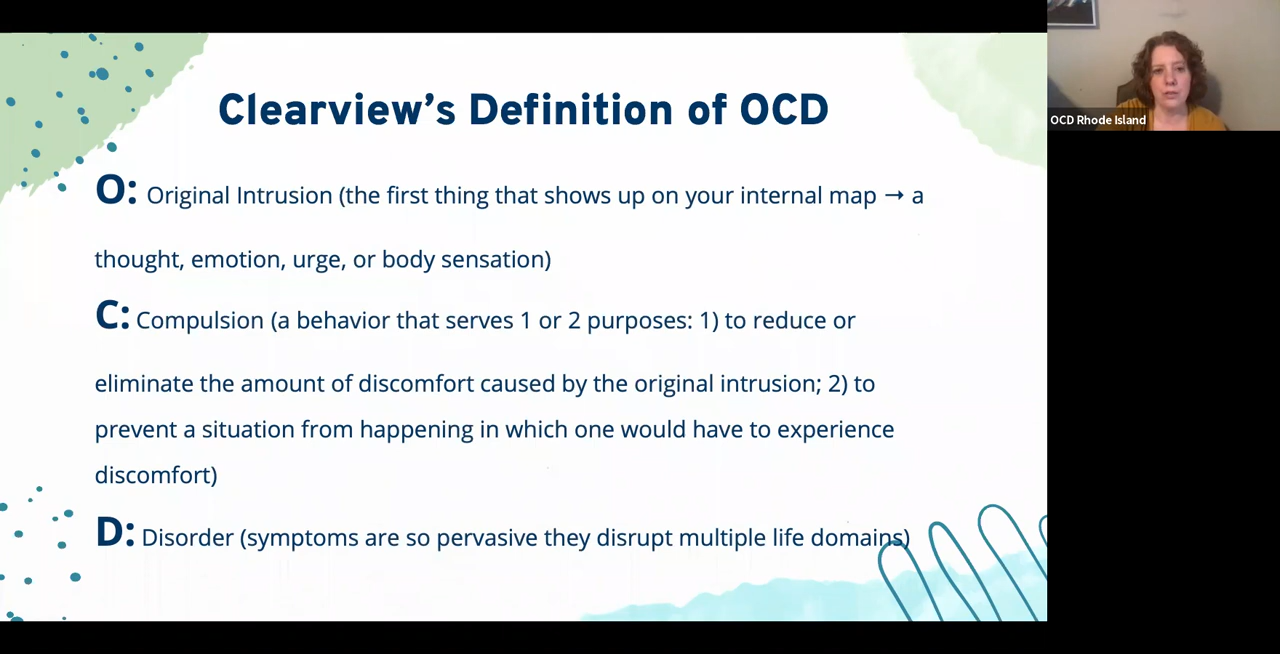 Clearview’s Definition of OCD
O: Original Intrusion (the first thing that shows up on your internal map → a
thought, emotion, urge, or body sensation)
C: Compulsion (a behavior that serves 1 or 2 purposes: 1) to reduce or
eliminate the amount of discomfort caused by the original intrusion; 2) to
prevent a situation from happening in which one would have to experience
discomfort)
D: Disorder (symptoms are so pervasive they disrupt multiple life domains)
OCD Rhode Island